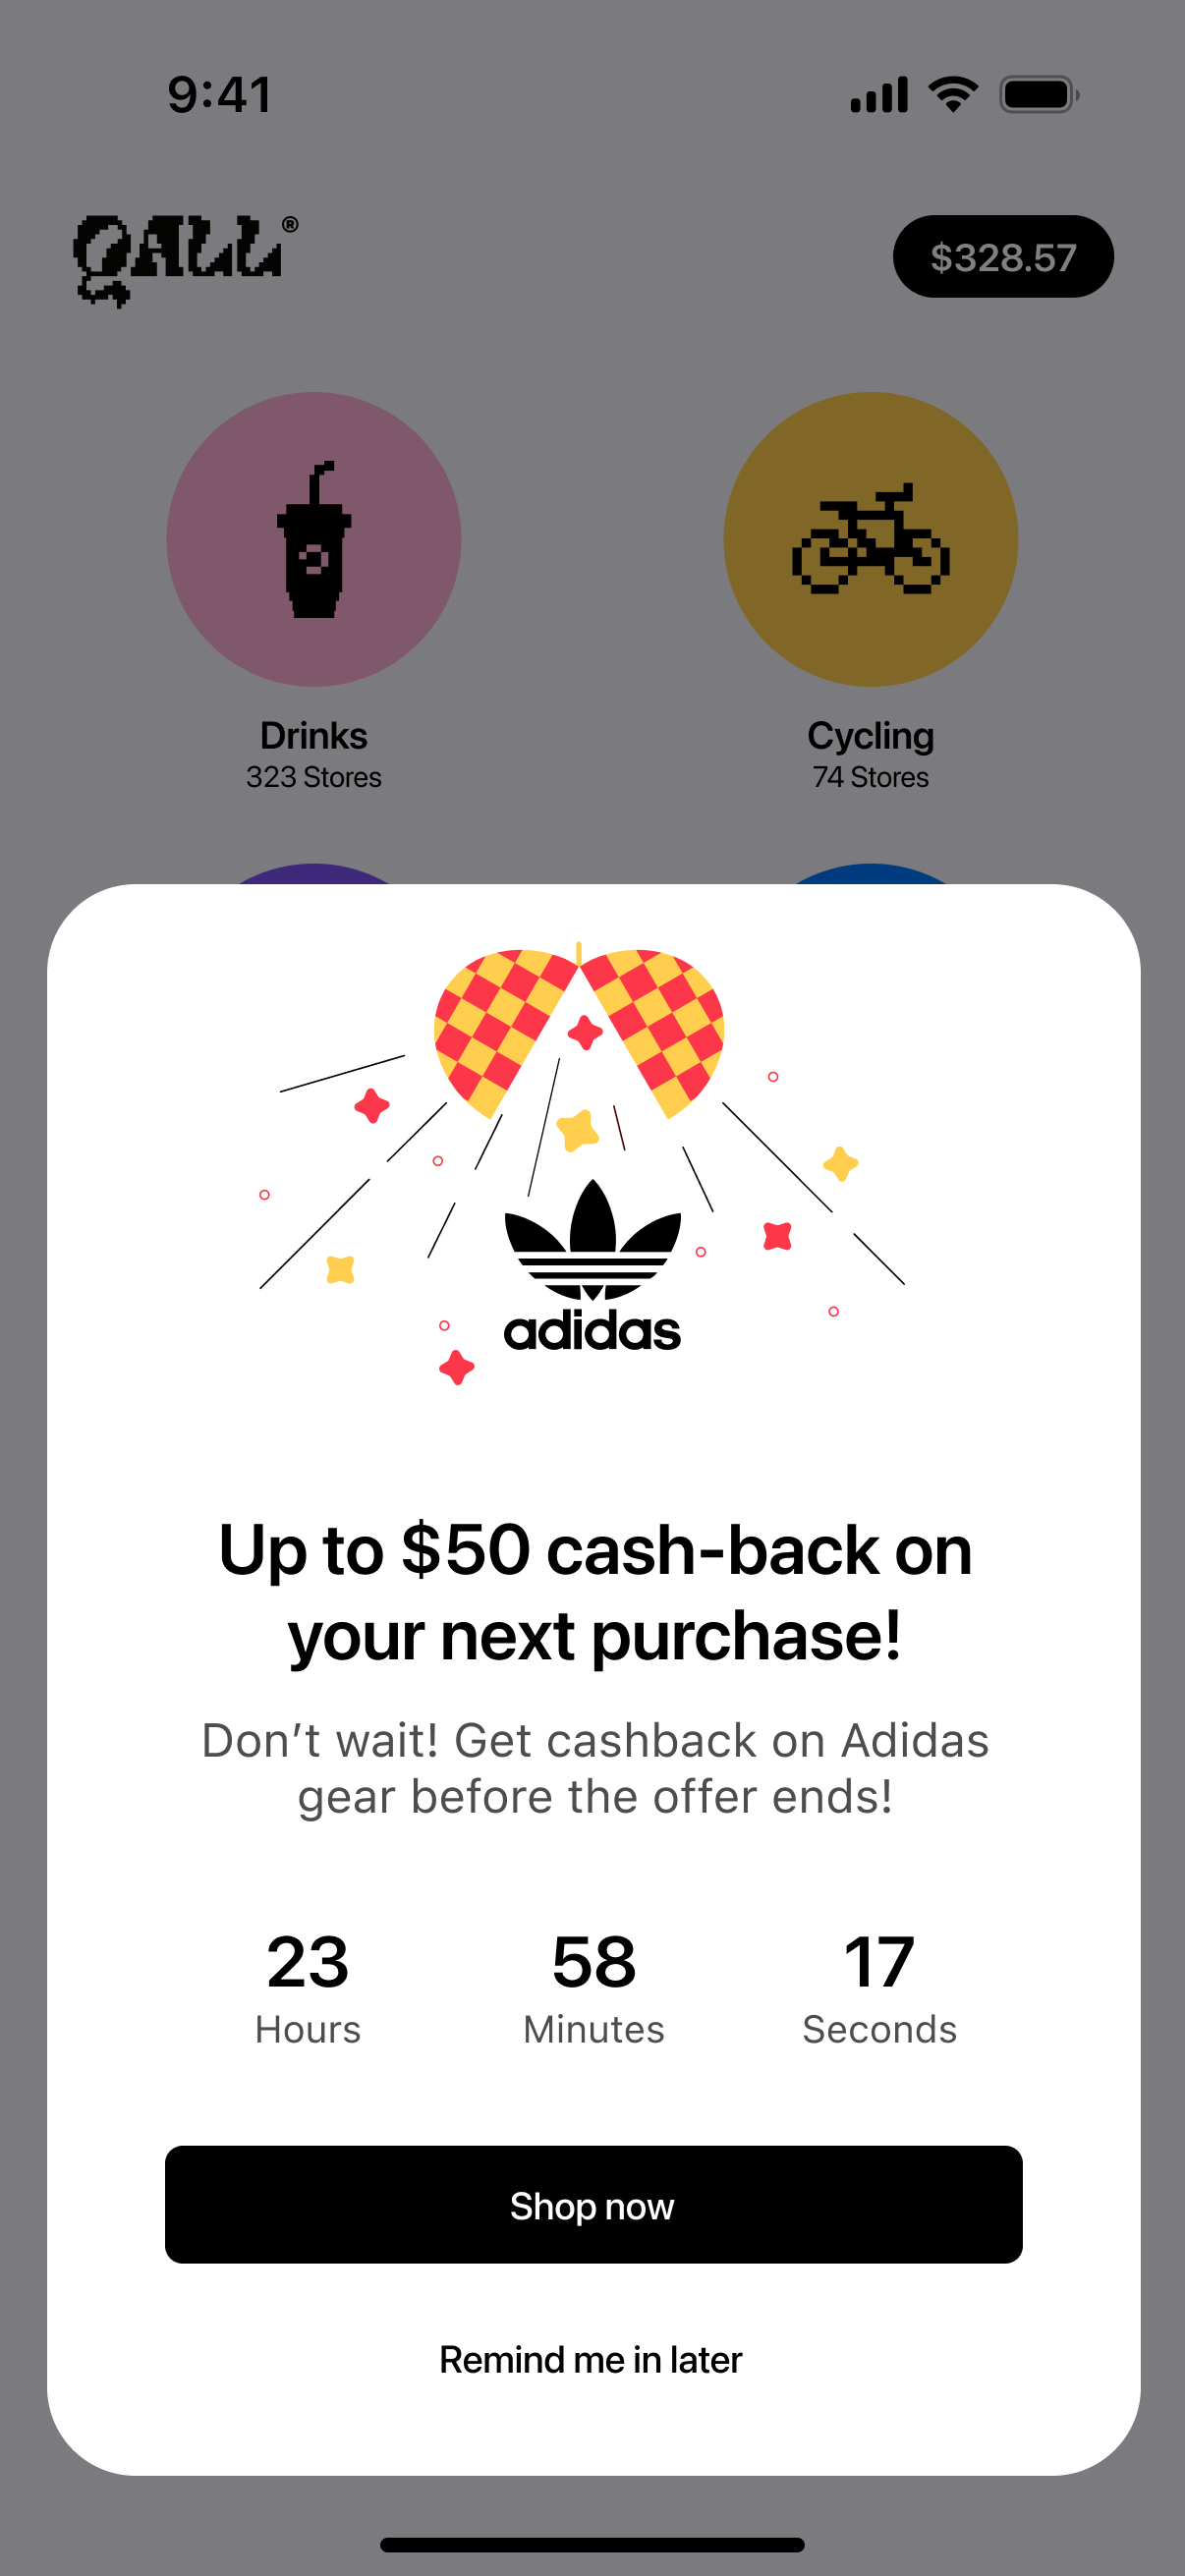 9:41
QALL®
$328.57
Drinks
323 Stores
Cycling
74 Stores
adidas
Up to $50 cash-back on
your next purchase!
Don’t wait! Get cashback on Adidas
gear before the offer ends!
23
Hours
58
Minutes
17
Seconds
Shop now
Remind me in later